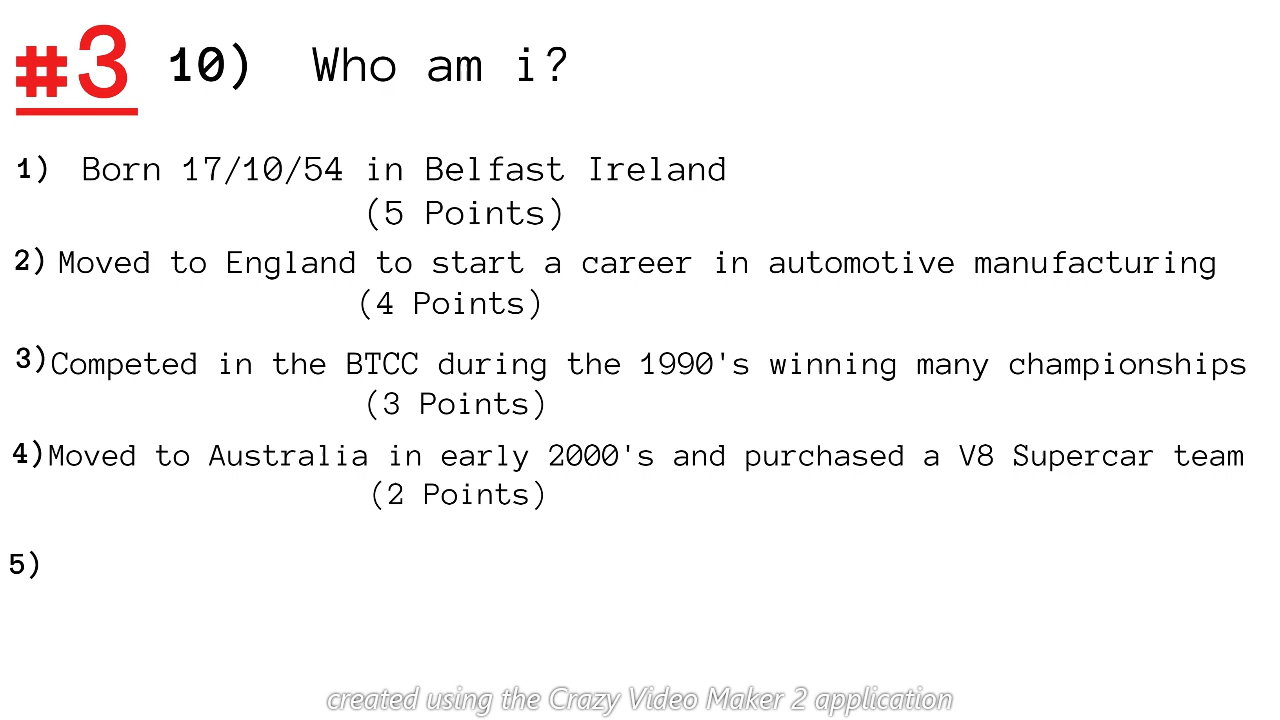 #3 10) Who am i?
1) Born 17/10/54 in Belfast Ireland
(5 Points)
2) Moved to England to start a career in automotive manufacturing
(4 Points)
3) Competed in the BTCC during the 1990's winning many championships
(3 Points)
4) Moved to Australia in early 2000's and purchased a V8 Supercar team
(2 Points)
5)
created using the Crazy Video Maker 2 application